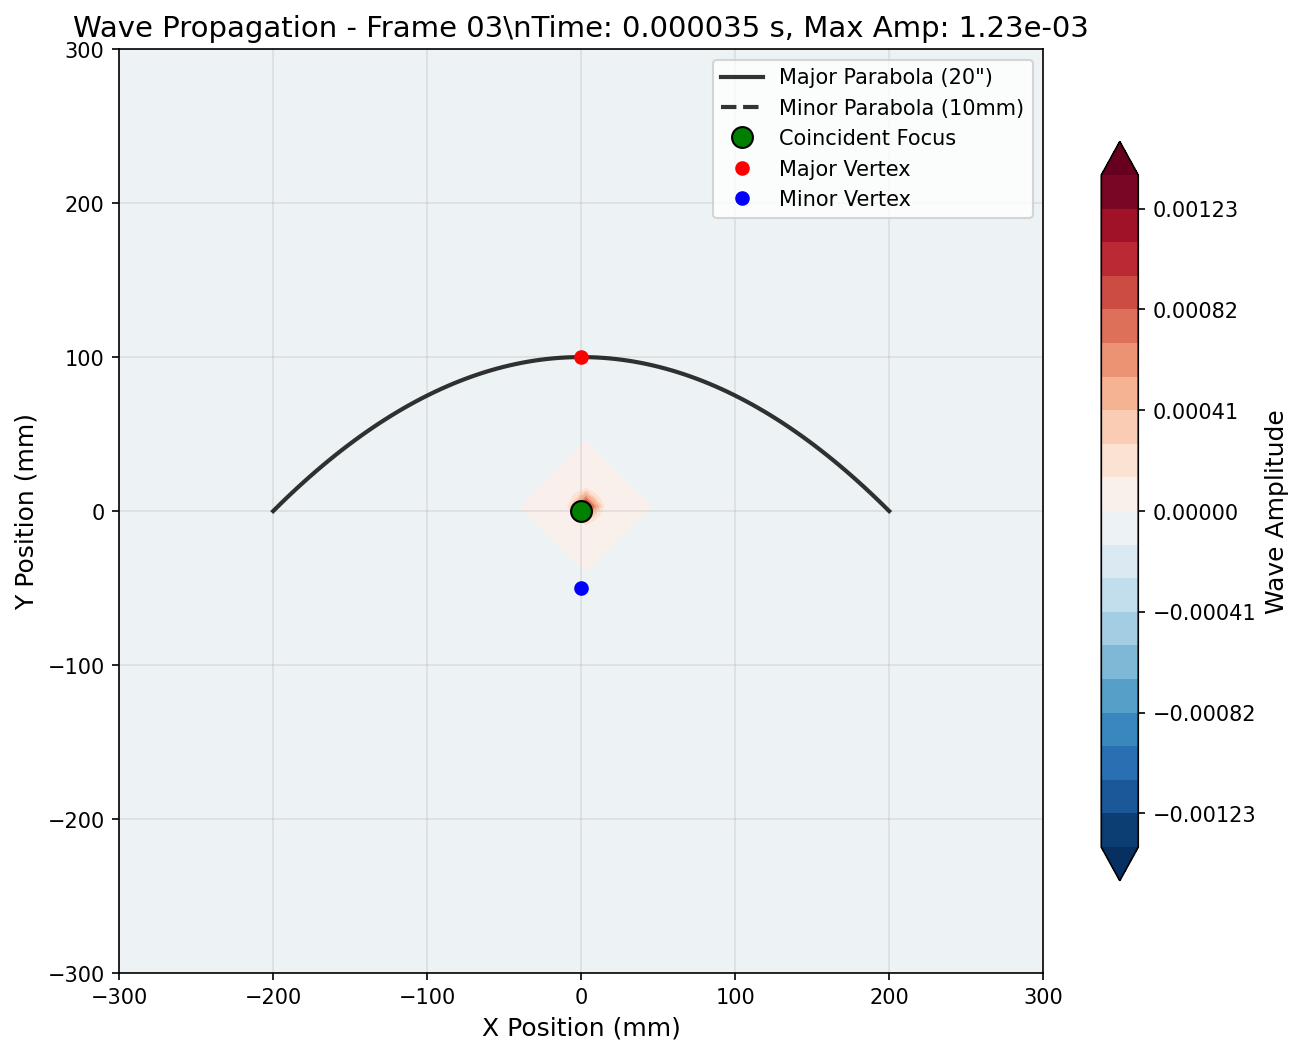 Wave Propagation - Frame 03\nTime: 0.000035 s, Max Amp: 1.23e-03
Major Parabola (20")
Minor Parabola (10mm)
Coincident Focus
Major Vertex
Minor Vertex
300
200
100
0
−100
−200
−300
Y Position (mm)
−300
−200
−100
0
100
200
300
X Position (mm)
0.00123
0.00082
0.00041
0.00000
−0.00041
−0.00082
−0.00123
Wave Amplitude